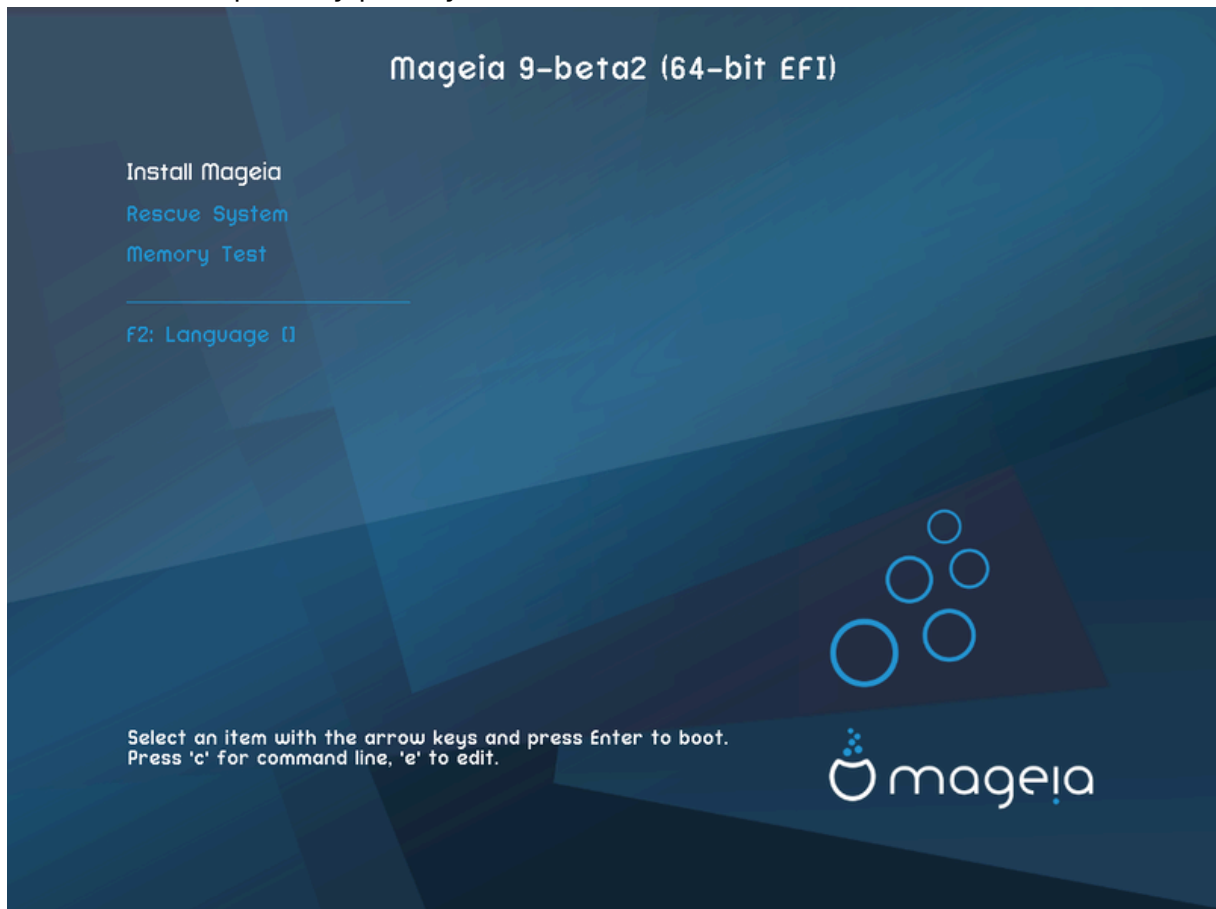 Mageia 9-beta2 (64-bit EFI)
Install Mageia
Rescue System
Memory Test
F2: Language []
Select an item with the arrow keys and press Enter to boot.
Press 'c' for command line, 'e' to edit.
mageia